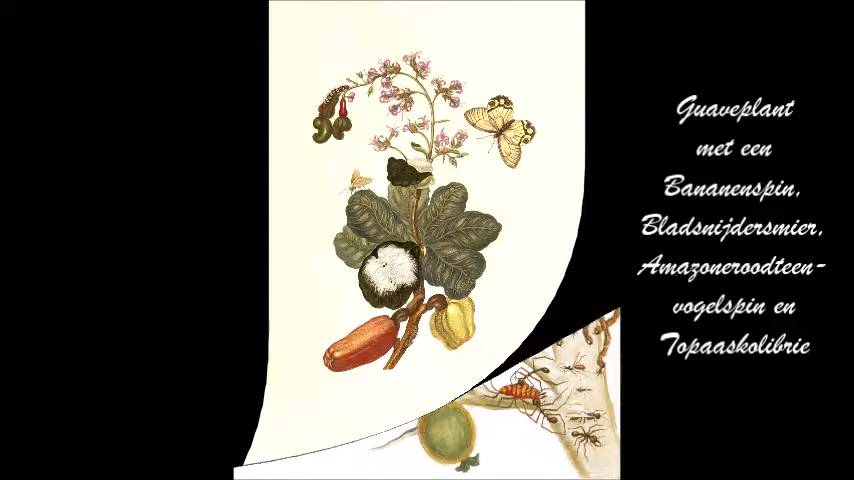 Guaveplant
met een
Bananenspin,
Bladsnijdersmier,
Amazoneroodteen-
vogelspin en
Topaaskolibrie